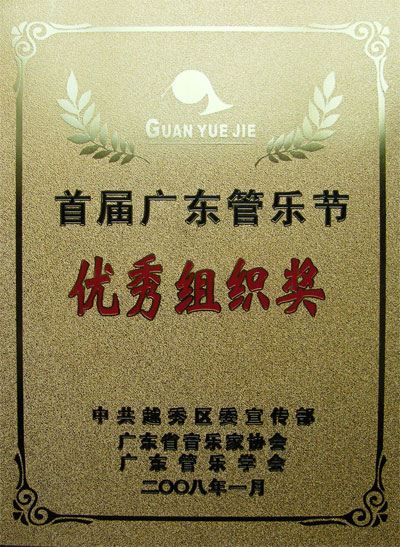 GUAN YUE JIE
首届广东管乐节
优秀组织奖
中共越秀区委宣传部
广东省音乐家协会
广东管乐学会
二〇〇八年一月